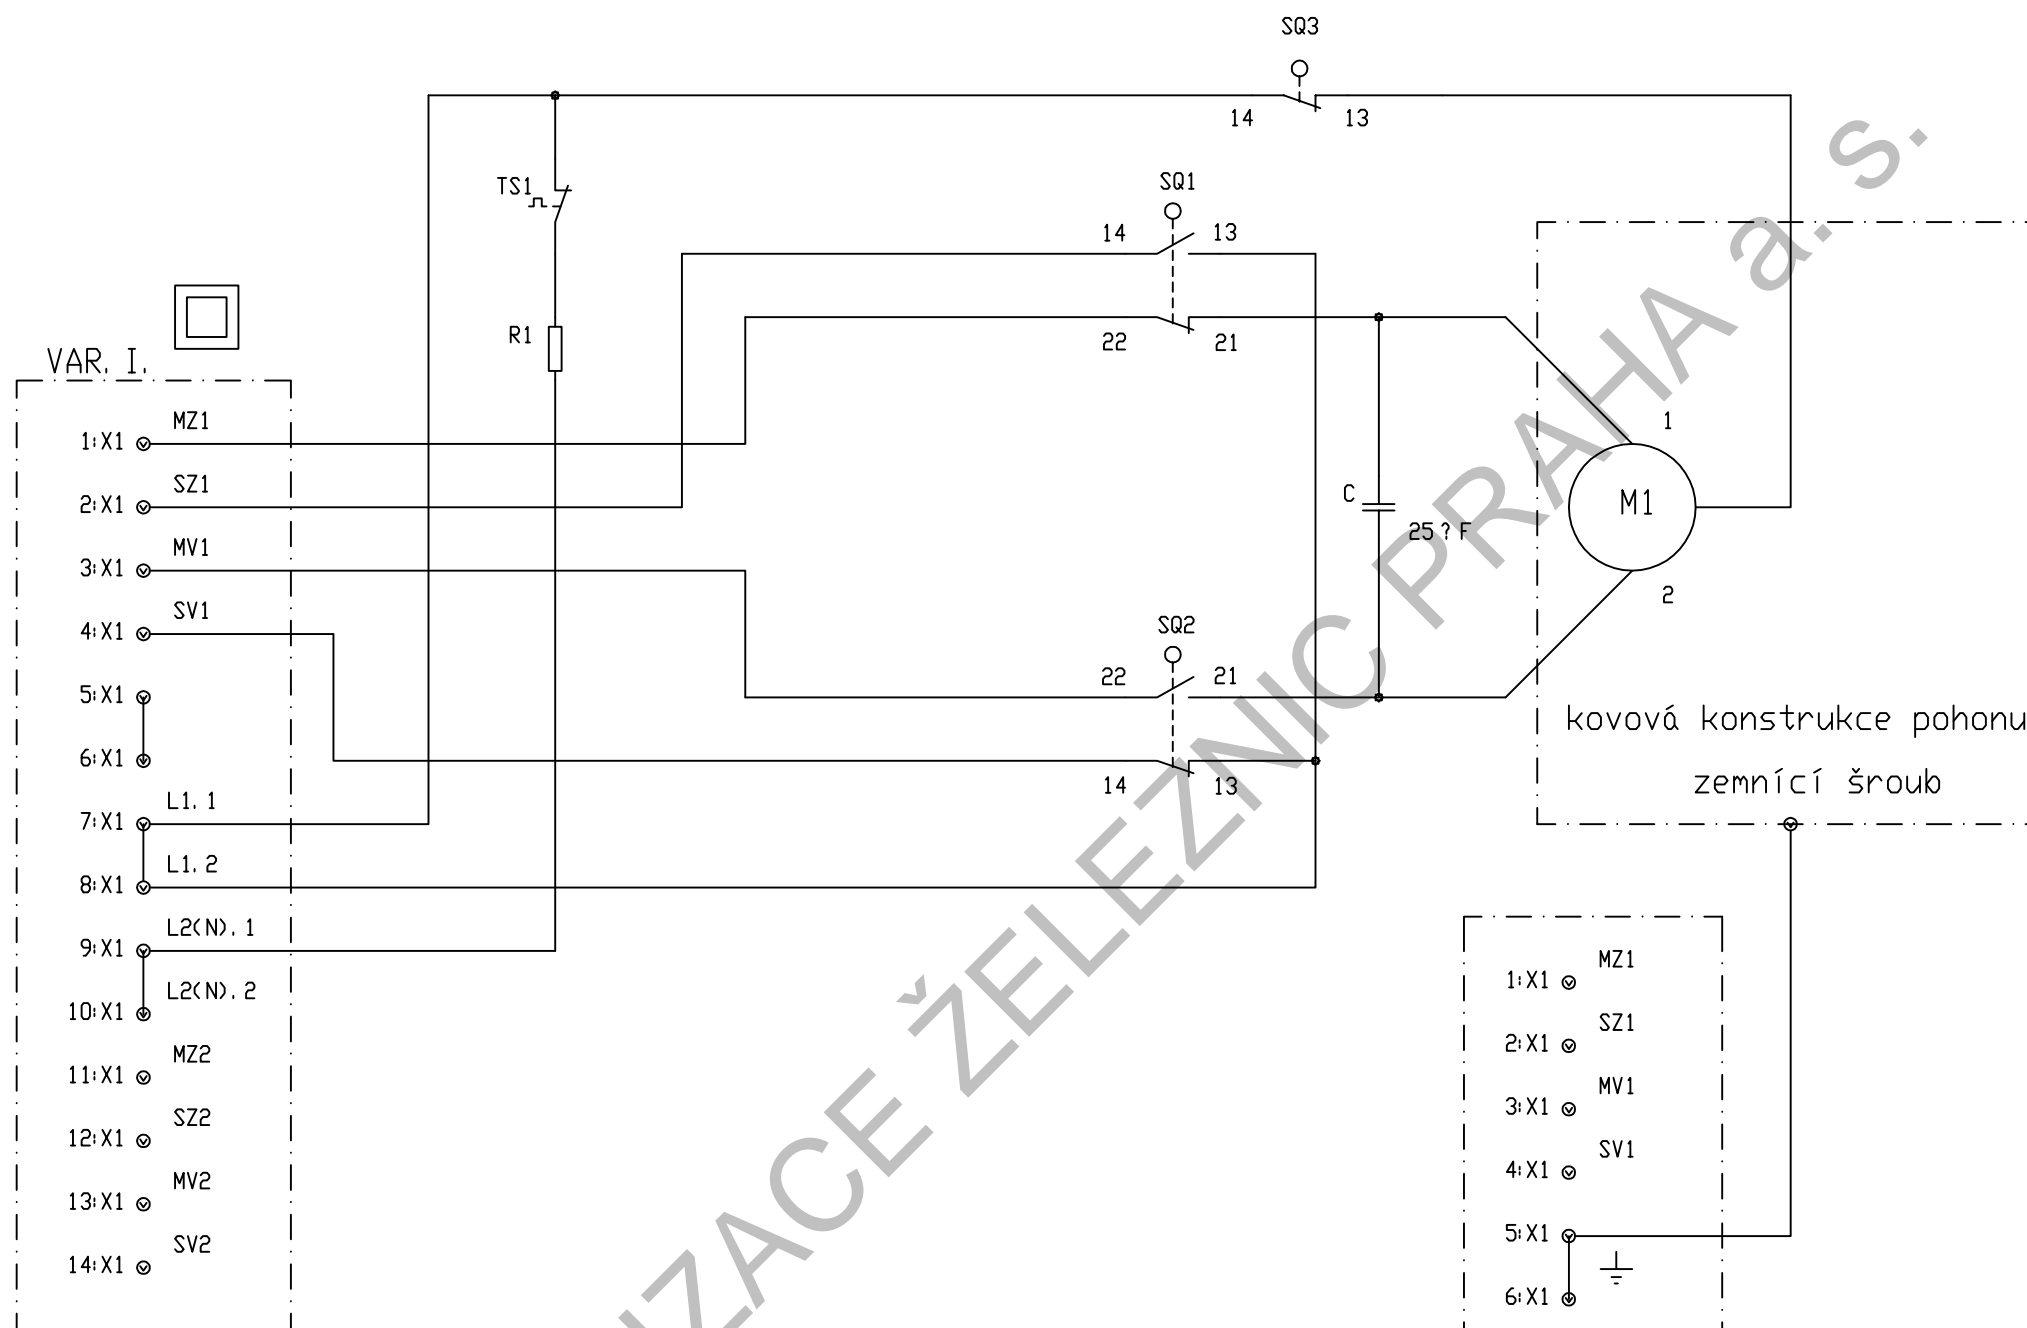 SQ3
14 13
TS1
SQ1
14 13
R1
22 21
VAR. I.
MZ1
1:X1
1
SZ1
2:X1
C
M1
25?F
MV1
3:X1
2
SV1
4:X1
SQ2
22 21
5:X1
kovová konstrukce pohonu
6:X1
14 13
zemnící šroub
L1.1
7:X1
L1.2
8:X1
L2(N).1
9:X1
L2(N).2
10:X1
MZ2
11:X1
SZ2
12:X1
MV2
13:X1
SV2
14:X1
MZ1
1:X1
SZ1
2:X1
MV1
3:X1
SV1
4:X1
5:X1
6:X1
ZACE ŽELEZNIC PRAHA a. s.